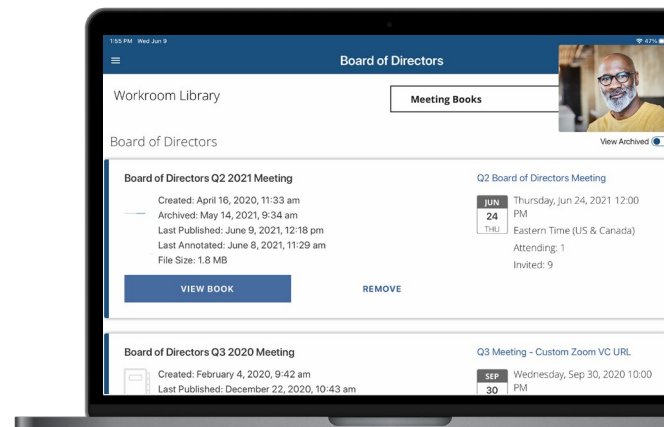 1:55 PM Wed Jun 9
47%
Board of Directors
Workroom Library
Meeting Books
Board of Directors
View Archived
Board of Directors Q2 2021 Meeting
Created: April 16, 2020, 11:33 am
Archived: May 14, 2021, 9:34 am
Last Published: June 9, 2021, 12:18 pm
Last Annotated: June 8, 2021, 11:29 am
File Size: 1.8 MB
VIEW BOOK
REMOVE
Q2 Board of Directors Meeting
JUN
24
THU
Thursday, Jun 24, 2021 12:00
PM
Eastern Time (US & Canada)
Attending: 1
Invited: 9
Board of Directors Q3 2020 Meeting
Created: February 4, 2020, 9:42 am
Last Published: December 22, 2020, 10:43 am
Q3 Meeting - Custom Zoom VC URL
SEP
30
Wednesday, Sep 30, 2020 10:00
PM